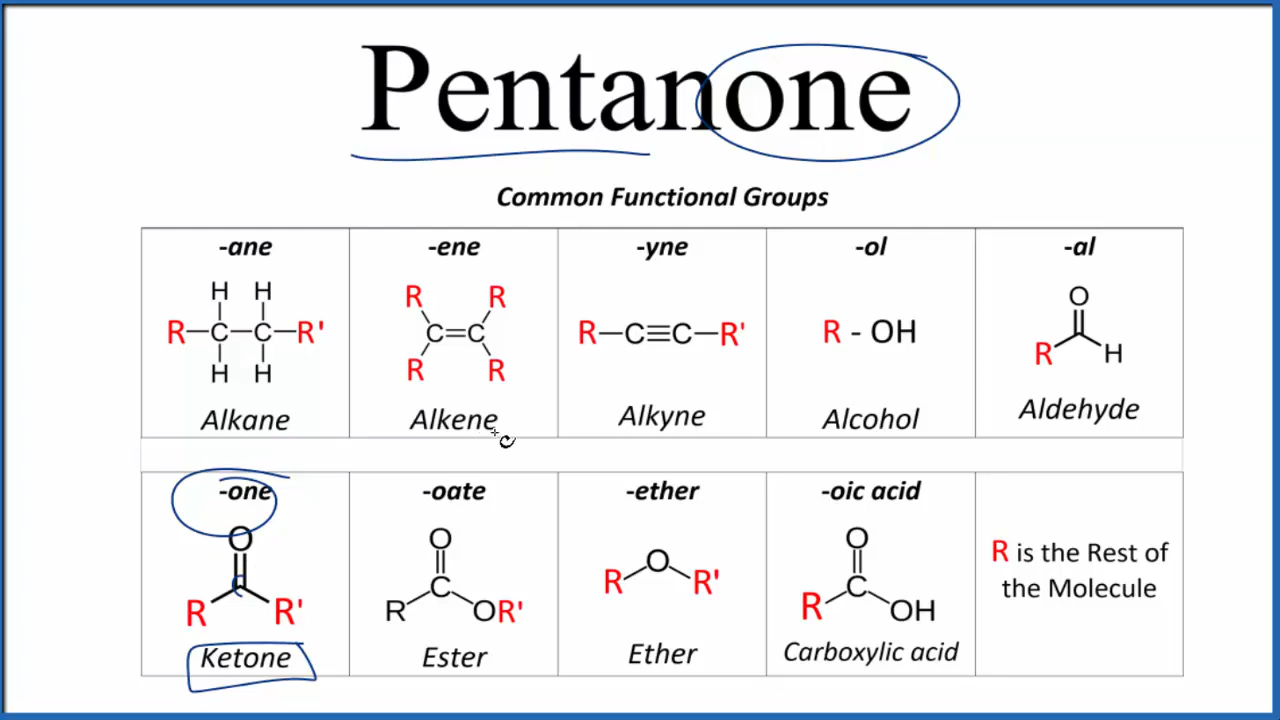 Pentanone
Common Functional Groups
-ane -ene -yne -ol -al
H H
R C C R'
H H
Alkane
R R
C=C
R R
Alkene
R C≡C R'
Alkyne
R - OH
Alcohol
O
R H
Aldehyde
-one -oate -ether -oic acid
O
C
R R'
Ketone
O
C
R OR'
Ester
O
R R'
Ether
O
C
R OH
Carboxylic acid
R is the Rest of
the Molecule